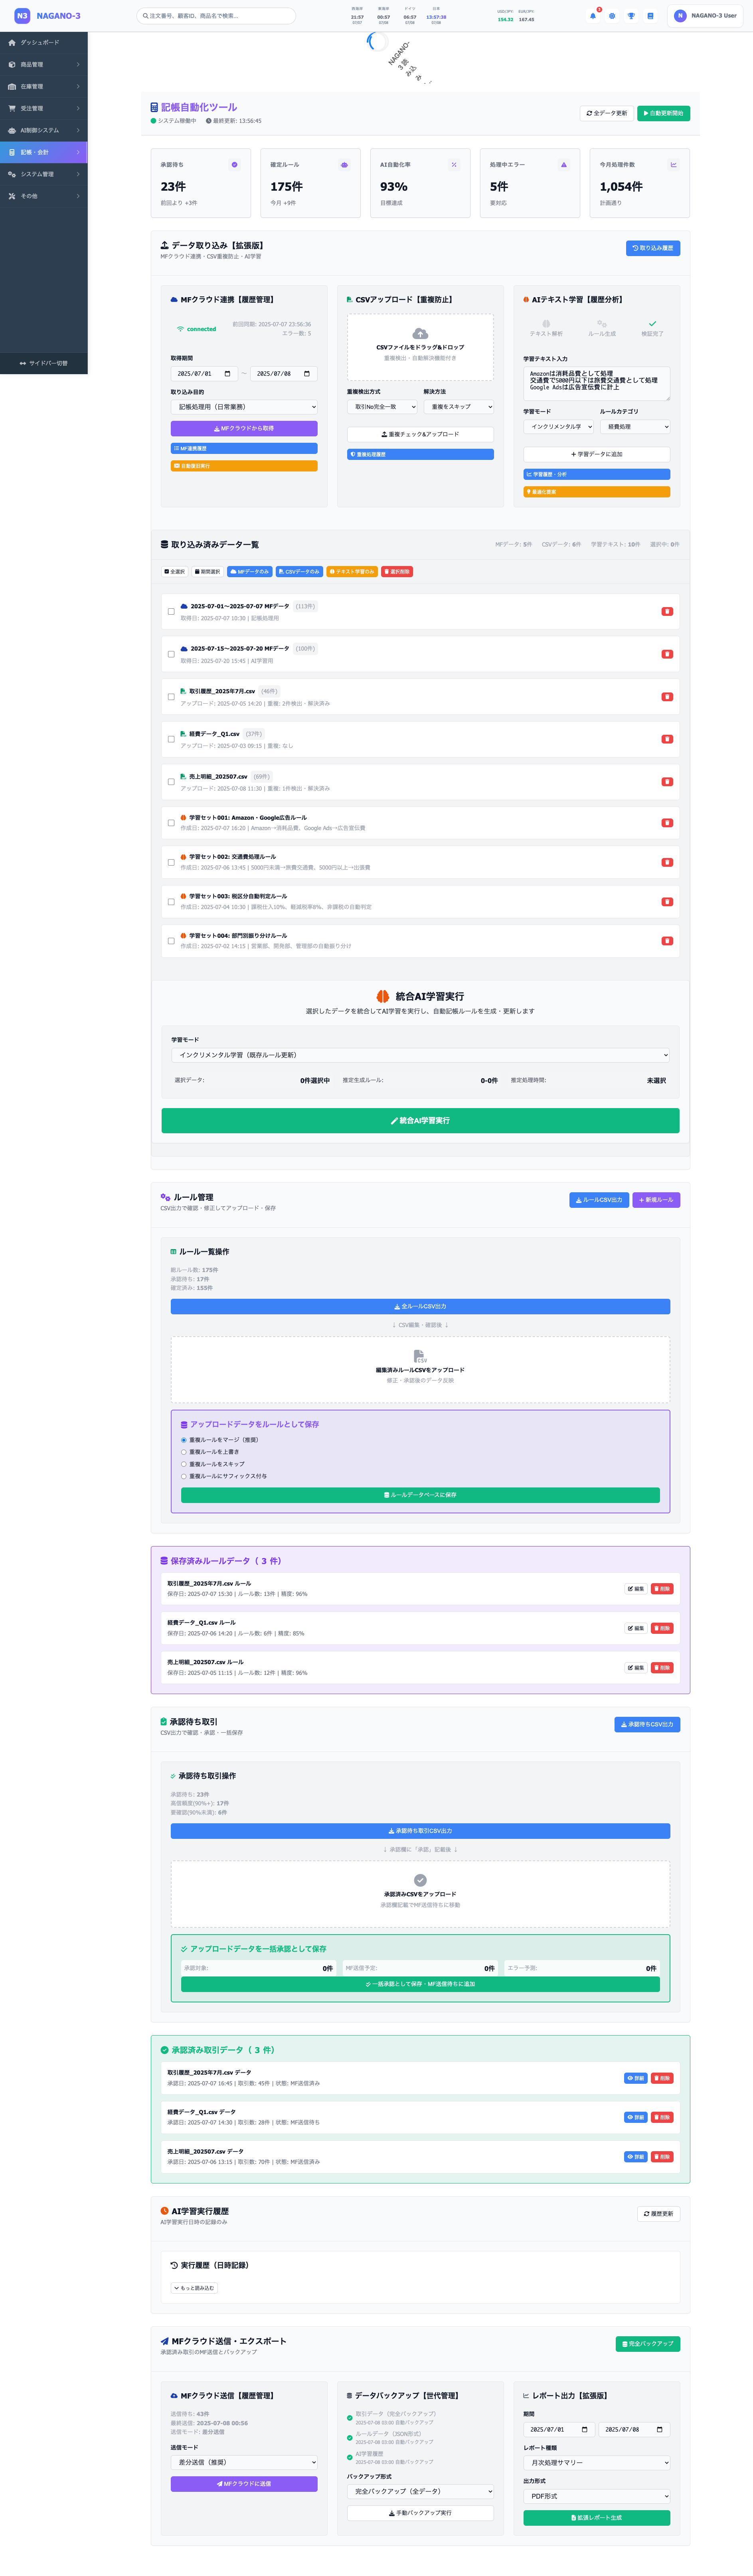 N3 NAGANO-3
注文番号、顧客ID、商品名で検索...
21:57
07/07
00:57
07/08
ドイツ
06:57
07/08
日本
13:57:38
07/08
USD/JPY
154.32
EUR/JPY
167.45
3
N NAGANO-3 User
ダッシュボード
商品管理
在庫管理
受注管理
AI制御システム
記帳・会計
システム管理
その他
サイドバー切替
NAGANO-3 読み込み
記帳自動化ツール
システム稼働中 最終更新: 13:56:45
全データ更新 自動更新開始
承認待ち
23件
前回より +3件
確定ルール
175件
今月 +9件
AI自動化率
93%
目標達成
処理中エラー
5件
要対応
今月処理件数
1,054件
計画通り
データ取り込み【拡張版】
MFクラウド連携・CSV重複防止・AI学習
取り込み履歴
MFクラウド連携【履歴管理】
connected
前回同期: 2025-07-07 23:56:36
エラー数: 5
取得期間
2025/07/01 ～ 2025/07/08
取り込み目的
記帳処理用（日常業務）
MFクラウドから取得
MF連携履歴
自動復旧実行
CSVアップロード【重複防止】
CSVファイルをドラッグ&ドロップ
重複検出・自動解決機能付き
重複検出方式 解決方法
取引No完全一致 重複をスキップ
重複チェック&アップロード
重複処理履歴
AIテキスト学習【履歴分析】
テキスト解析 ルール生成 検証完了
学習テキスト入力
Amazonは消耗品費として処理
交通費で5000円以下は旅費交通費として処理
Google Adsは広告宣伝費に計上
学習モード ルールカテゴリ
インクリメンタル学 経費処理
学習データに追加
学習履歴・分析
最適化提案
取り込み済みデータ一覧
MFデータ: 5件 CSVデータ: 6件 学習テキスト: 10件 選択中: 0件
全選択 期間選択 MFデータのみ CSVデータのみ テキスト学習のみ 選択削除
2025-07-01～2025-07-07 MFデータ (113件)
取得日: 2025-07-07 10:30 | 記帳処理用
2025-07-15～2025-07-20 MFデータ (100件)
取得日: 2025-07-20 15:45 | AI学習用
取引履歴_2025年7月.csv (46件)
アップロード: 2025-07-05 14:20 | 重複: 2件検出・解決済み
経費データ_Q1.csv (37件)
アップロード: 2025-07-03 09:15 | 重複: なし
売上明細_202507.csv (69件)
アップロード: 2025-07-08 11:30 | 重複: 1件検出・解決済み
学習セット001: Amazon・Google広告ルール
作成日: 2025-07-07 16:20 | Amazon→消耗品費、Google Ads→広告宣伝費
学習セット002: 交通費処理ルール
作成日: 2025-07-06 13:45 | 5000円未満→旅費交通費、5000円以上→出張費
学習セット003: 税区分自動判定ルール
作成日: 2025-07-04 10:30 | 課税仕入10%、軽減税率8%、非課税の自動判定
学習セット004: 部門別振り分けルール
作成日: 2025-07-02 14:15 | 営業部、開発部、管理部の自動振り分け
統合AI学習実行
選択したデータを統合してAI学習を実行し、自動記帳ルールを生成・更新します
学習モード
インクリメンタル学習（既存ルール更新）
選択データ: 0件選択中 推定生成ルール: 0-0件 推定処理時間: 未選択
統合AI学習実行
ルール管理
CSV出力で確認・修正してアップロード・保存
ルールCSV出力 新規ルール
ルール一覧操作
総ルール数: 175件
承認待ち: 17件
確定済み: 155件
全ルールCSV出力
↓ CSV編集・確認後 ↓
CSV
編集済みルールCSVをアップロード
修正・承認後のデータ反映
アップロードデータをルールとして保存
重複ルールをマージ（推奨）
重複ルールを上書き
重複ルールをスキップ
重複ルールにサフィックス付与
ルールデータベースに保存
保存済みルールデータ（ 3 件）
取引履歴_2025年7月.csv ルール
保存日: 2025-07-07 15:30 | ルール数: 13件 | 精度: 96%
編集 削除
経費データ_Q1.csv ルール
保存日: 2025-07-06 14:20 | ルール数: 6件 | 精度: 85%
編集 削除
売上明細_202507.csv ルール
保存日: 2025-07-05 11:15 | ルール数: 12件 | 精度: 96%
編集 削除
承認待ち取引
CSV出力で確認・承認・一括保存
承認待ちCSV出力
承認待ち取引操作
承認待ち: 23件
高信頼度(90%+): 17件
要確認(90%未満): 6件
承認待ち取引CSV出力
↓ 承認欄に「承認」記載後 ↓
承認済みCSVをアップロード
承認欄記載でMF送信待ちに移動
アップロードデータを一括承認として保存
承認対象: 0件 MF送信予定: 0件 エラー予測: 0件
一括承認として保存・MF送信待ちに追加
承認済み取引データ（ 3 件）
取引履歴_2025年7月.csv データ
承認日: 2025-07-07 16:45 | 取引数: 45件 | 状態: MF送信済み
詳細 削除
経費データ_Q1.csv データ
承認日: 2025-07-07 14:30 | 取引数: 28件 | 状態: MF送信待ち
詳細 削除
売上明細_202507.csv データ
承認日: 2025-07-06 13:15 | 取引数: 70件 | 状態: MF送信済み
詳細 削除
AI学習実行履歴
AI学習実行日時の記録のみ
履歴更新
実行履歴（日時記録）
もっと読み込む
MFクラウド送信・エクスポート
承認済み取引のMF送信とバックアップ
完全バックアップ
MFクラウド送信【履歴管理】
送信待ち: 43件
最終送信: 2025-07-08 00:56
送信モード: 差分送信
送信モード
差分送信（推奨）
MFクラウドに送信
データバックアップ【世代管理】
取引データ（完全バックアップ）
2025-07-08 03:00 自動バックアップ
ルールデータ（JSON形式）
2025-07-08 03:00 自動バックアップ
AI学習履歴
2025-07-08 03:00 自動バックアップ
バックアップ形式
完全バックアップ（全データ）
手動バックアップ実行
レポート出力【拡張版】
期間
2025/07/01 2025/07/08
レポート種類
月次処理サマリー
出力形式
PDF形式
拡張レポート生成